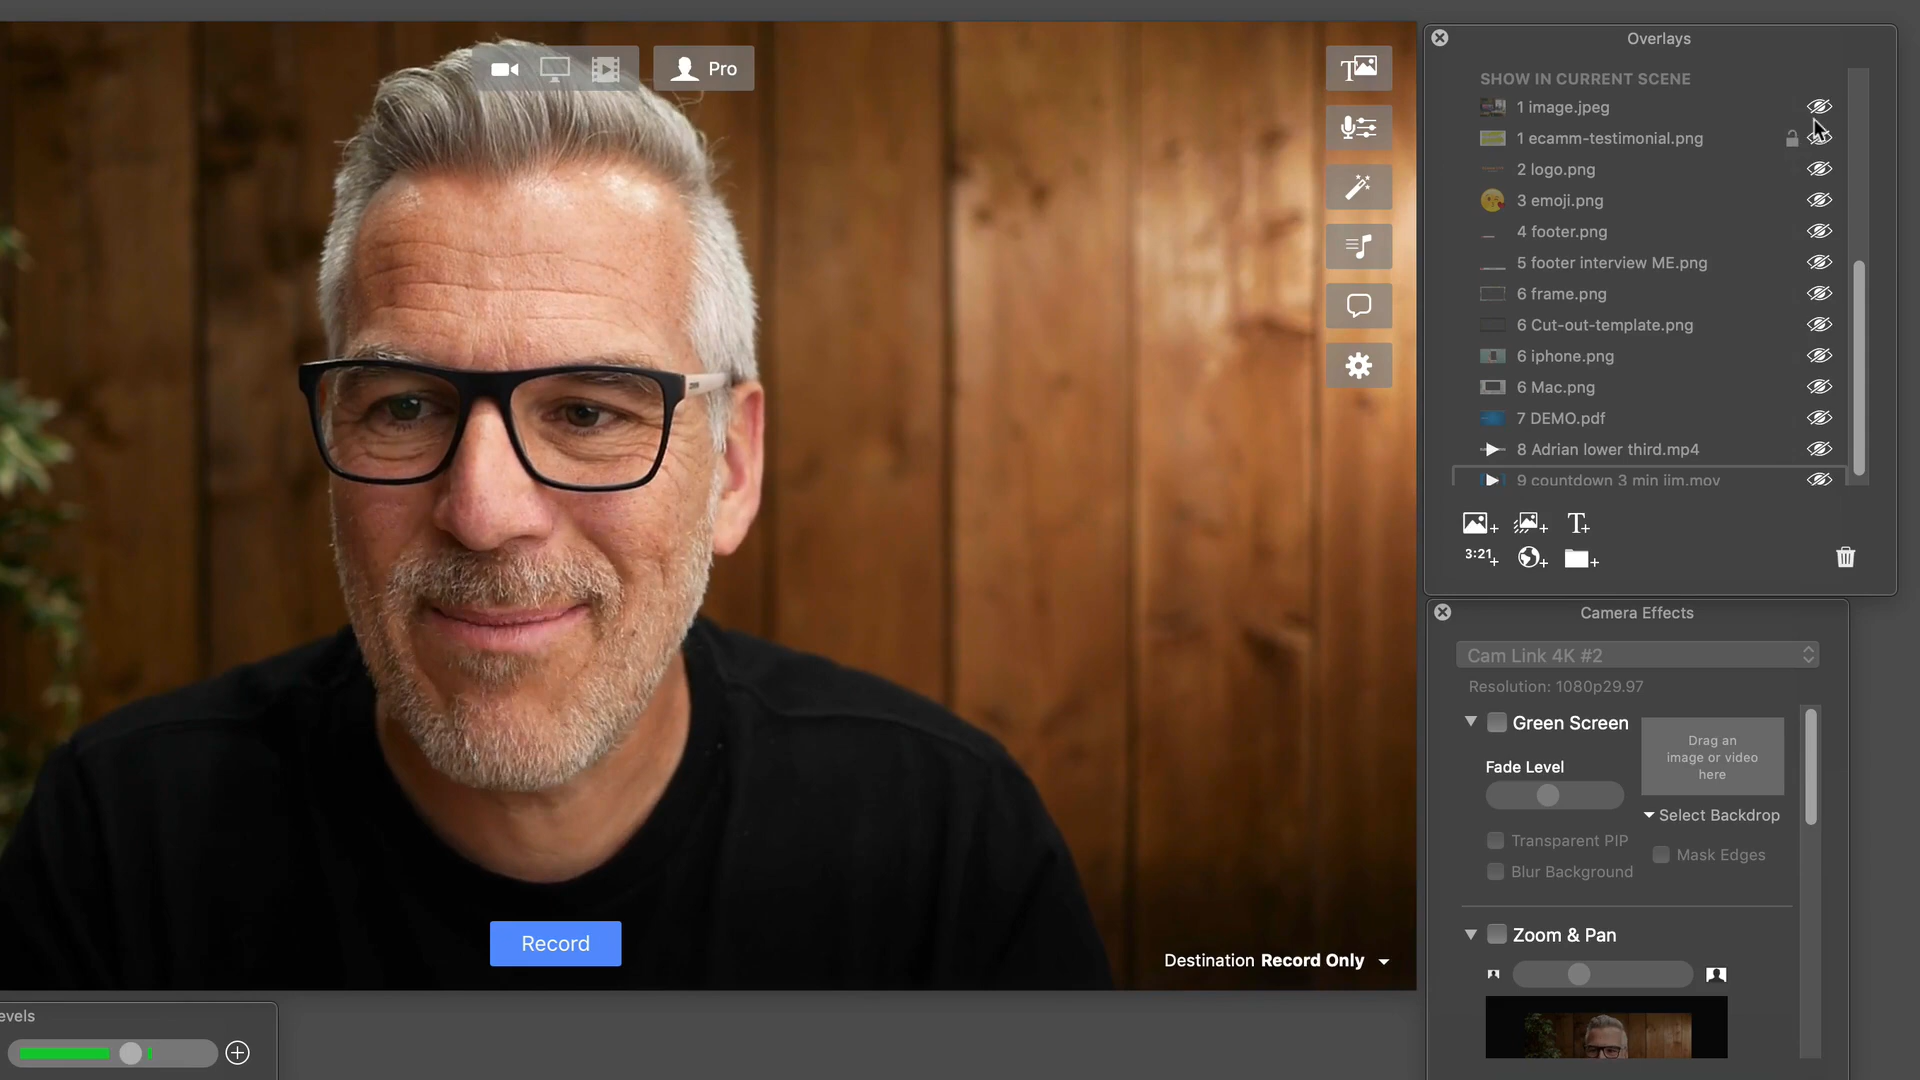 Pro
Overlays
SHOW IN CURRENT SCENE
1 image.jpeg
1 ecamm-testimonial.png
2 logo.png
3 emoji.png
4 footer.png
5 footer interview ME.png
6 frame.png
6 Cut-out-template.png
6 iphone.png
6 Mac.png
7 DEMO.pdf
8 Adrian lower third.mp4
9 countdown 3 min jim.mov
T+
3:21+
Camera Effects
Cam Link 4K #2
Resolution: 1080p29.97
Green Screen
Drag an
image or video
here
Fade Level
Select Backdrop
Transparent PIP
Mask Edges
Blur Background
Zoom & Pan
Record
Destination Record Only
evels